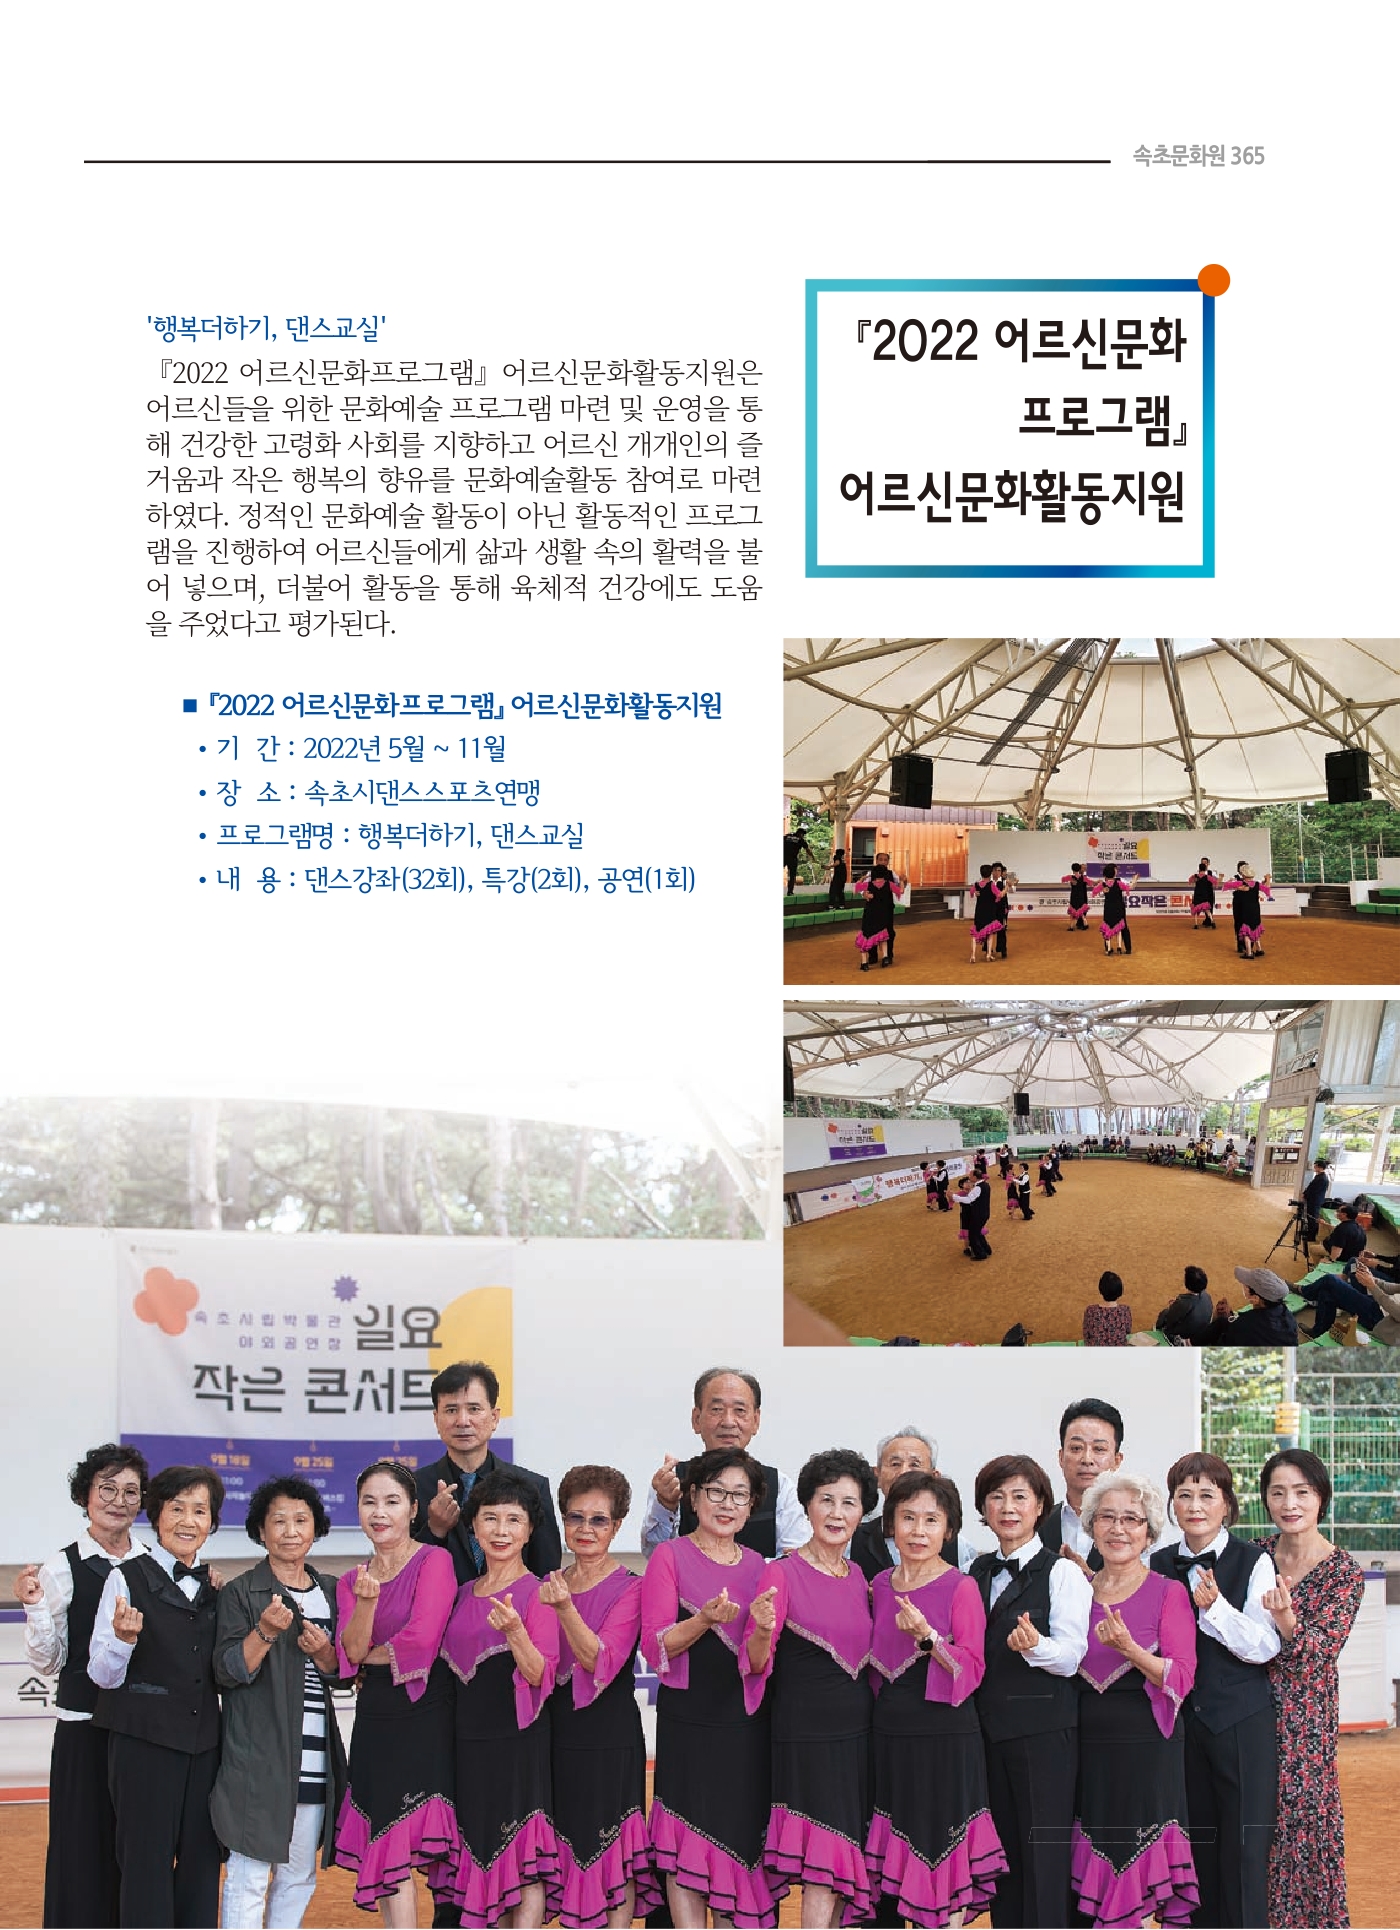 속초문화원 365
『2022 어르신문화
프로그램』
어르신문화활동지원
'행복더하기, 댄스교실'
『2022 어르신문화프로그램』 어르신문화활동지원은
어르신들을 위한 문화예술 프로그램 마련 및 운영을 통
해 건강한 고령화 사회를 지향하고 어르신 개개인의 즐
거움과 작은 행복의 향유를 문화예술활동 참여로 마련
하였다. 정적인 문화예술 활동이 아닌 활동적인 프로그
램을 진행하여 어르신들에게 삶과 생활 속의 활력을 불
어 넣으며, 더불어 활동을 통해 육체적 건강에도 도움
을 주었다고 평가된다.
■ 『2022 어르신문화프로그램』 어르신문화활동지원
• 기 간 : 2022년 5월 ~ 11월
• 장 소 : 속초시댄스스포츠연맹
• 프로그램명 : 행복더하기, 댄스교실
• 내 용 : 댄스강좌(32회), 특강(2회), 공연(1회)
일요
작은 콘서트
일요
작은 콘서트
속초시립박물관
야외공연장
일요
작은 콘서트
9월 18일 9월 25일